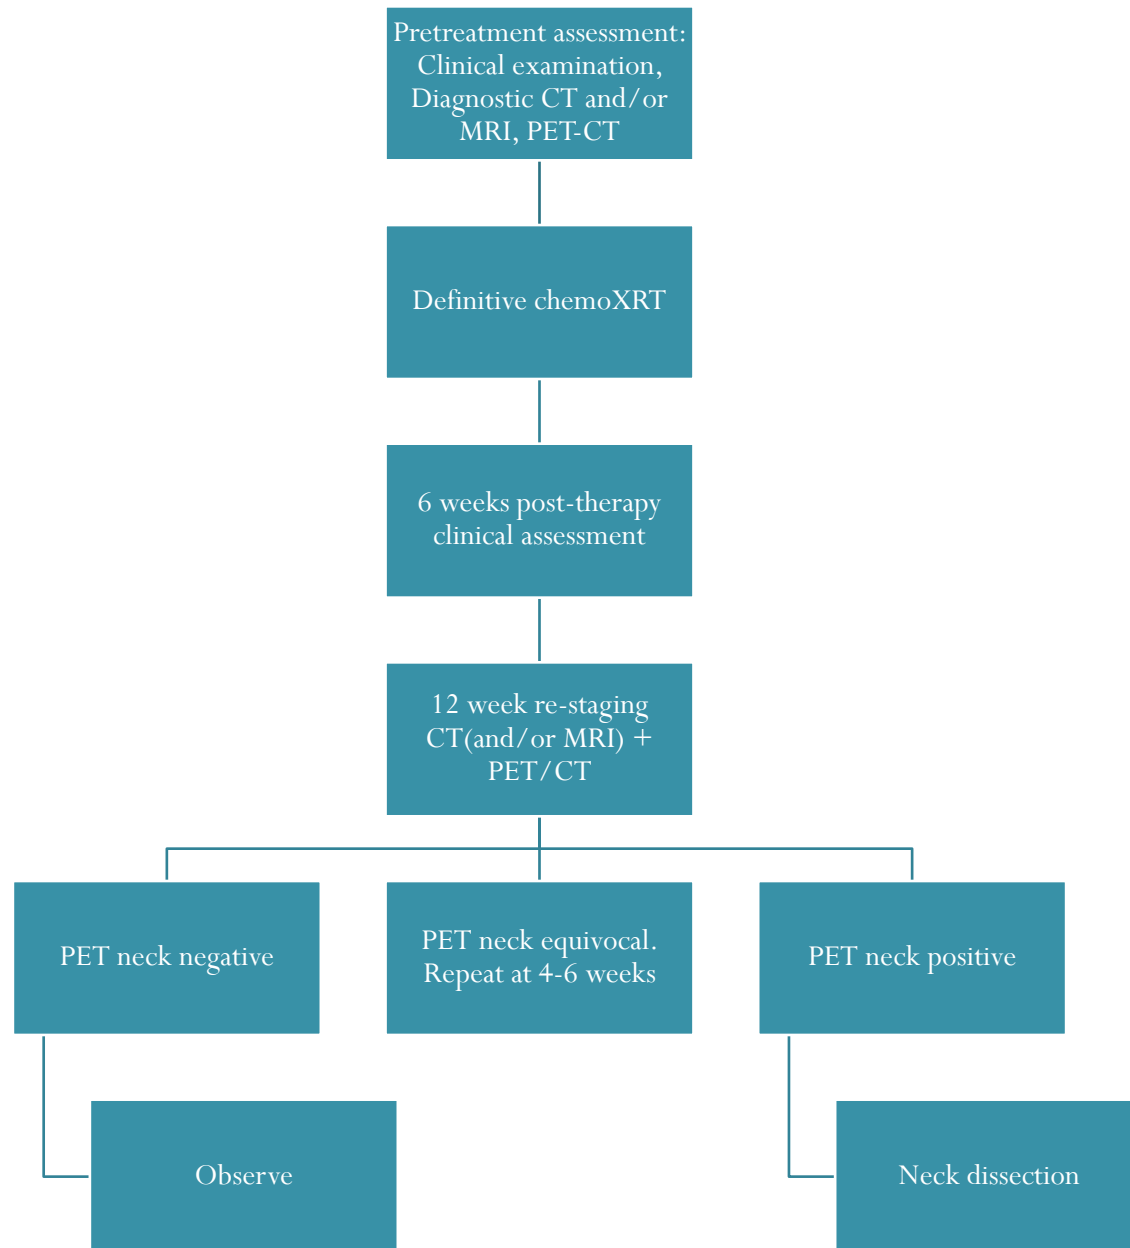 Pretreatment assessment:
Clinical examination,
Diagnostic CT and/or
MRI, PET-CT
Definitive chemoXRT
6 weeks post-therapy
clinical assessment
12 week re-staging
CT(and/or MRI) +
PET/CT
PET neck negative
PET neck equivocal.
Repeat at 4-6 weeks
PET neck positive
Observe
Neck dissection